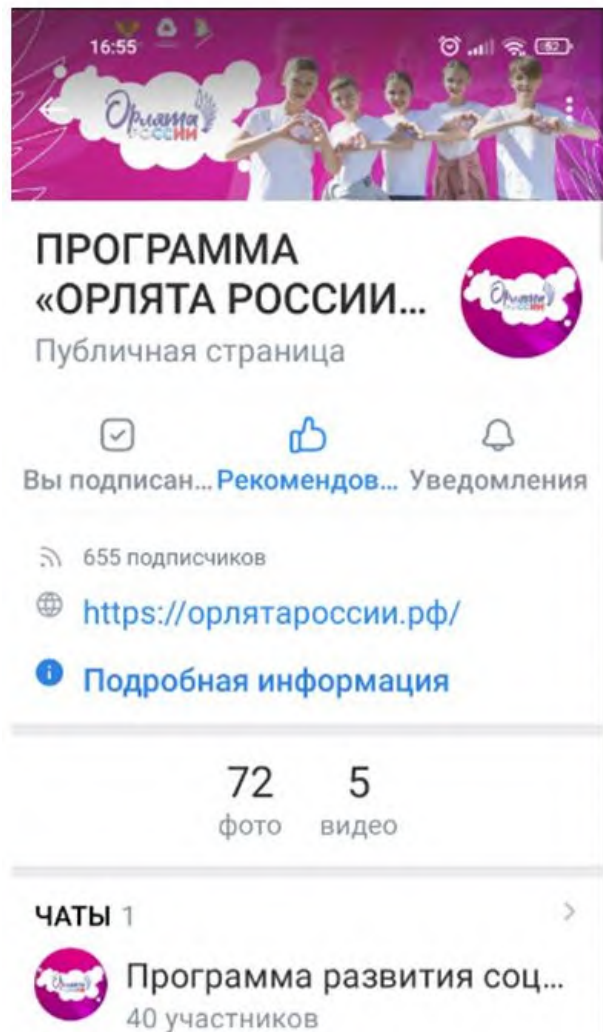 16:55
52
Орлята
РОССИИ
ПРОГРАММА
«ОРЛЯТА РОССИИ...
Публичная страница
Вы подписан... Рекомендов... Уведомления
655 подписчиков
https://орлятароссии.рф/
Подробная информация
72 5
фото видео
ЧАТЫ 1
Программа развития соц...
40 участников